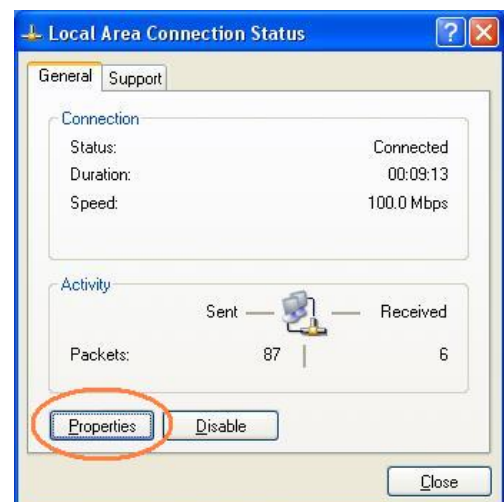 Local Area Connection Status
General Support
Connection
Status: Connected
Duration: 00:09:13
Speed: 100.0 Mbps
Activity
Sent Received
Packets: 87 6
Properties Disable
Close